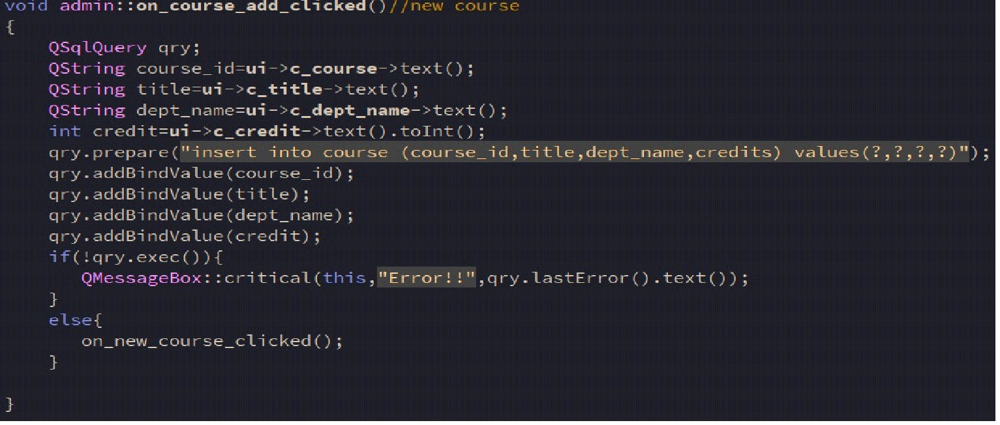 void admin::on_course_add_clicked()//new course
{
QSqlQuery qry;
QString course_id=ui->c_course->text();
QString title=ui->c_title->text();
QString dept_name=ui->c_dept_name->text();
int credit=ui->c_credit->text().toInt();
qry.prepare("insert into course (course_id,title,dept_name,credits) values(?,?,?,?)");
qry.addBindValue(course_id);
qry.addBindValue(title);
qry.addBindValue(dept_name);
qry.addBindValue(credit);
if(!qry.exec()){
QMessageBox::critical(this,"Error!!",qry.lastError().text());
}
else{
on_new_course_clicked();
}
}